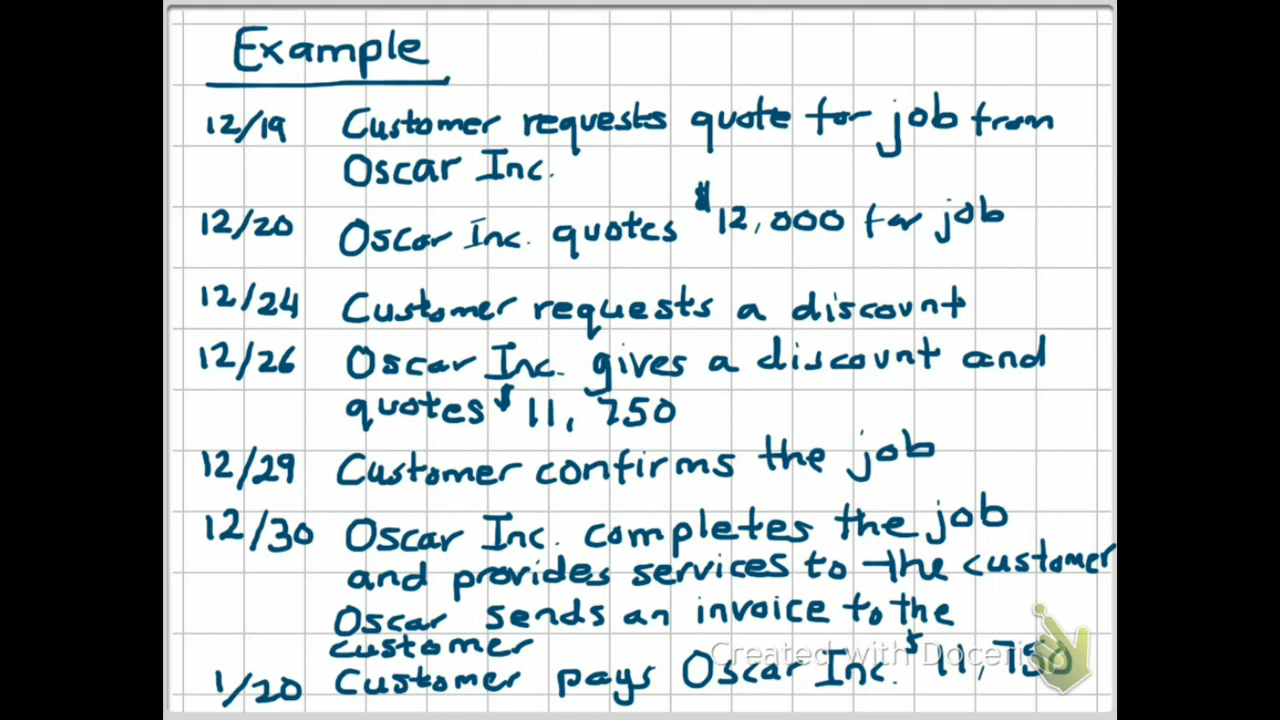 Example
12/19 Customer requests quote for job from
Oscar Inc.
12/20 Oscar Inc. quotes $12,000 for job
12/24 Customer requests a discount
12/26 Oscar Inc. gives a discount and
quotes $11,750
12/29 Customer confirms the job
12/30 Oscar Inc. completes the job
and provides services to the customer
Oscar sends an invoice to the
customer
Created with Doceri
1/20 Customer pays Oscar Inc. $11,750